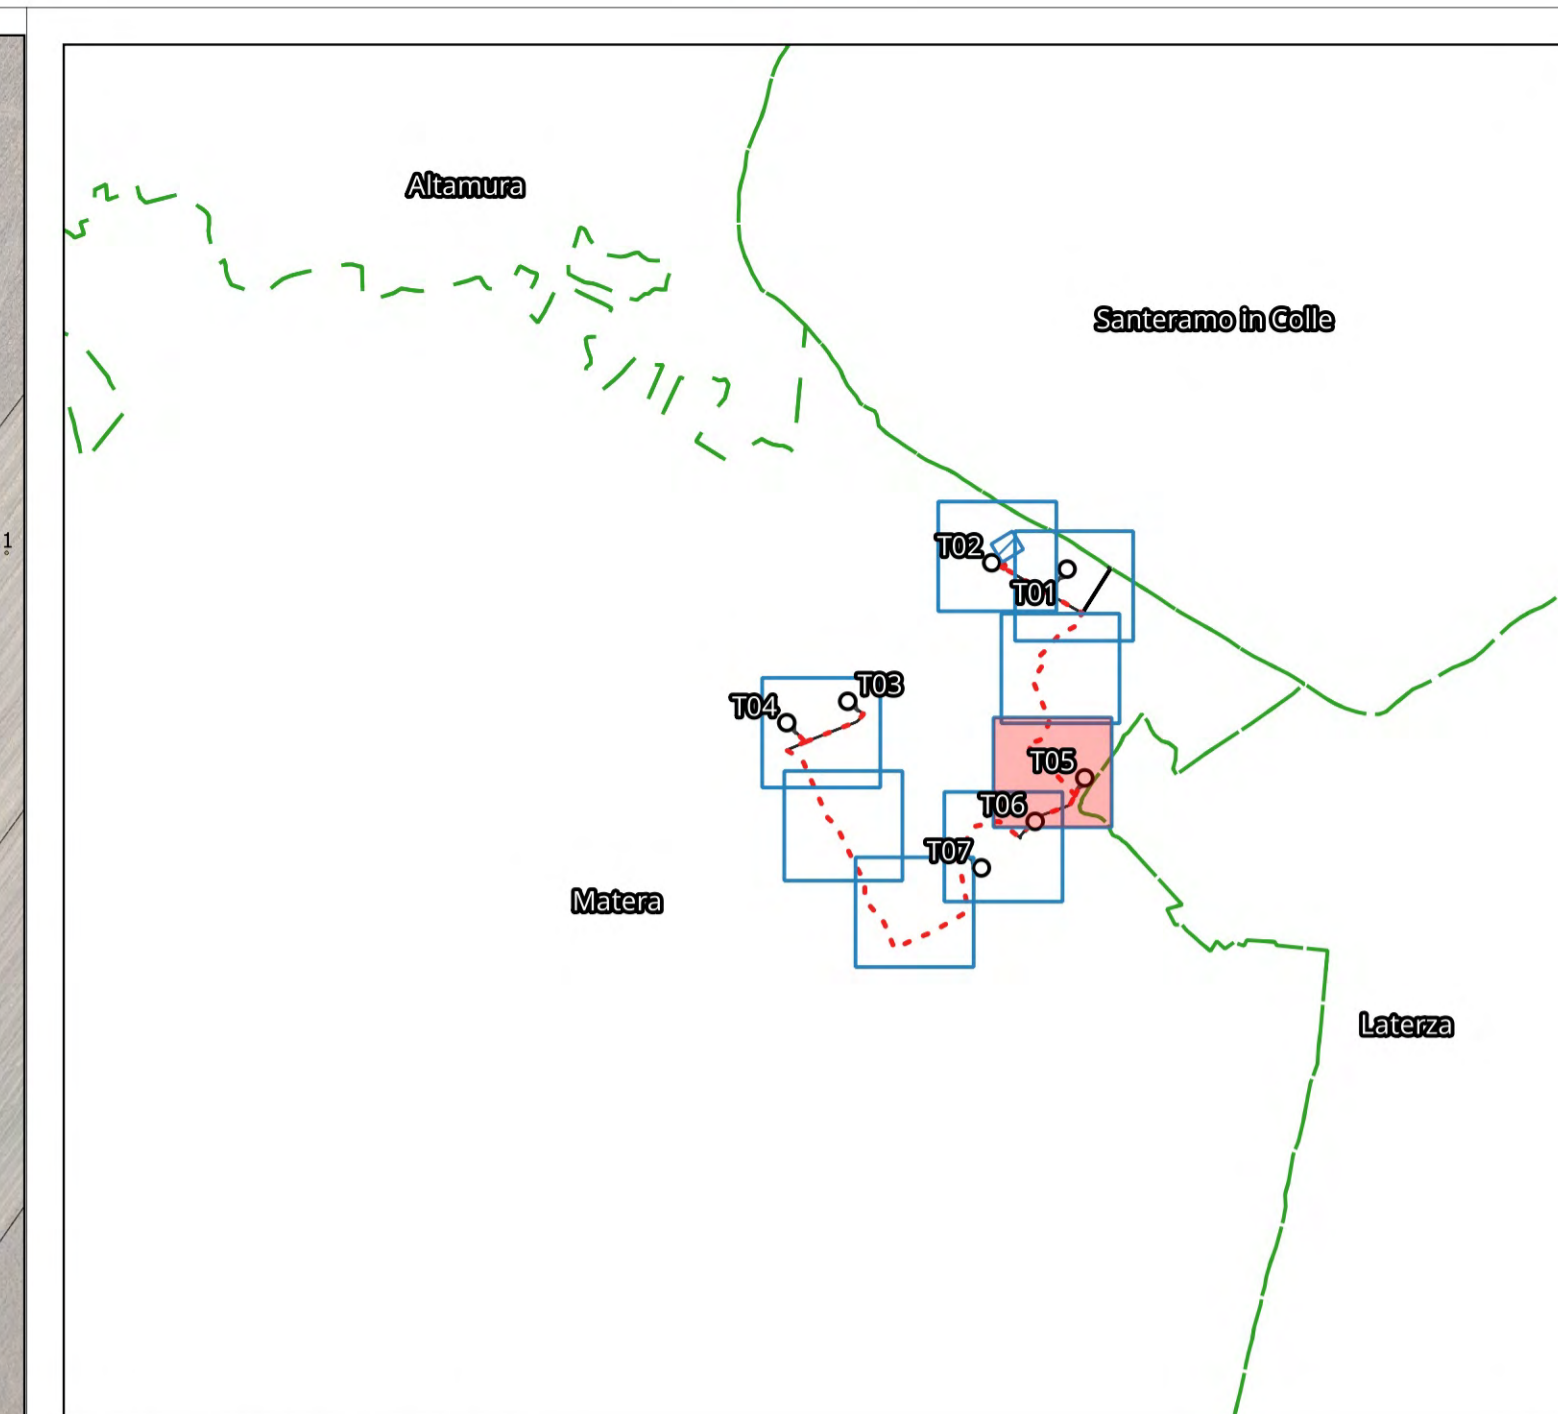 Altamura
Santeramo in Colle
1
T02
T01
T03
T04
T05
T06
T07
Matera
Laterza